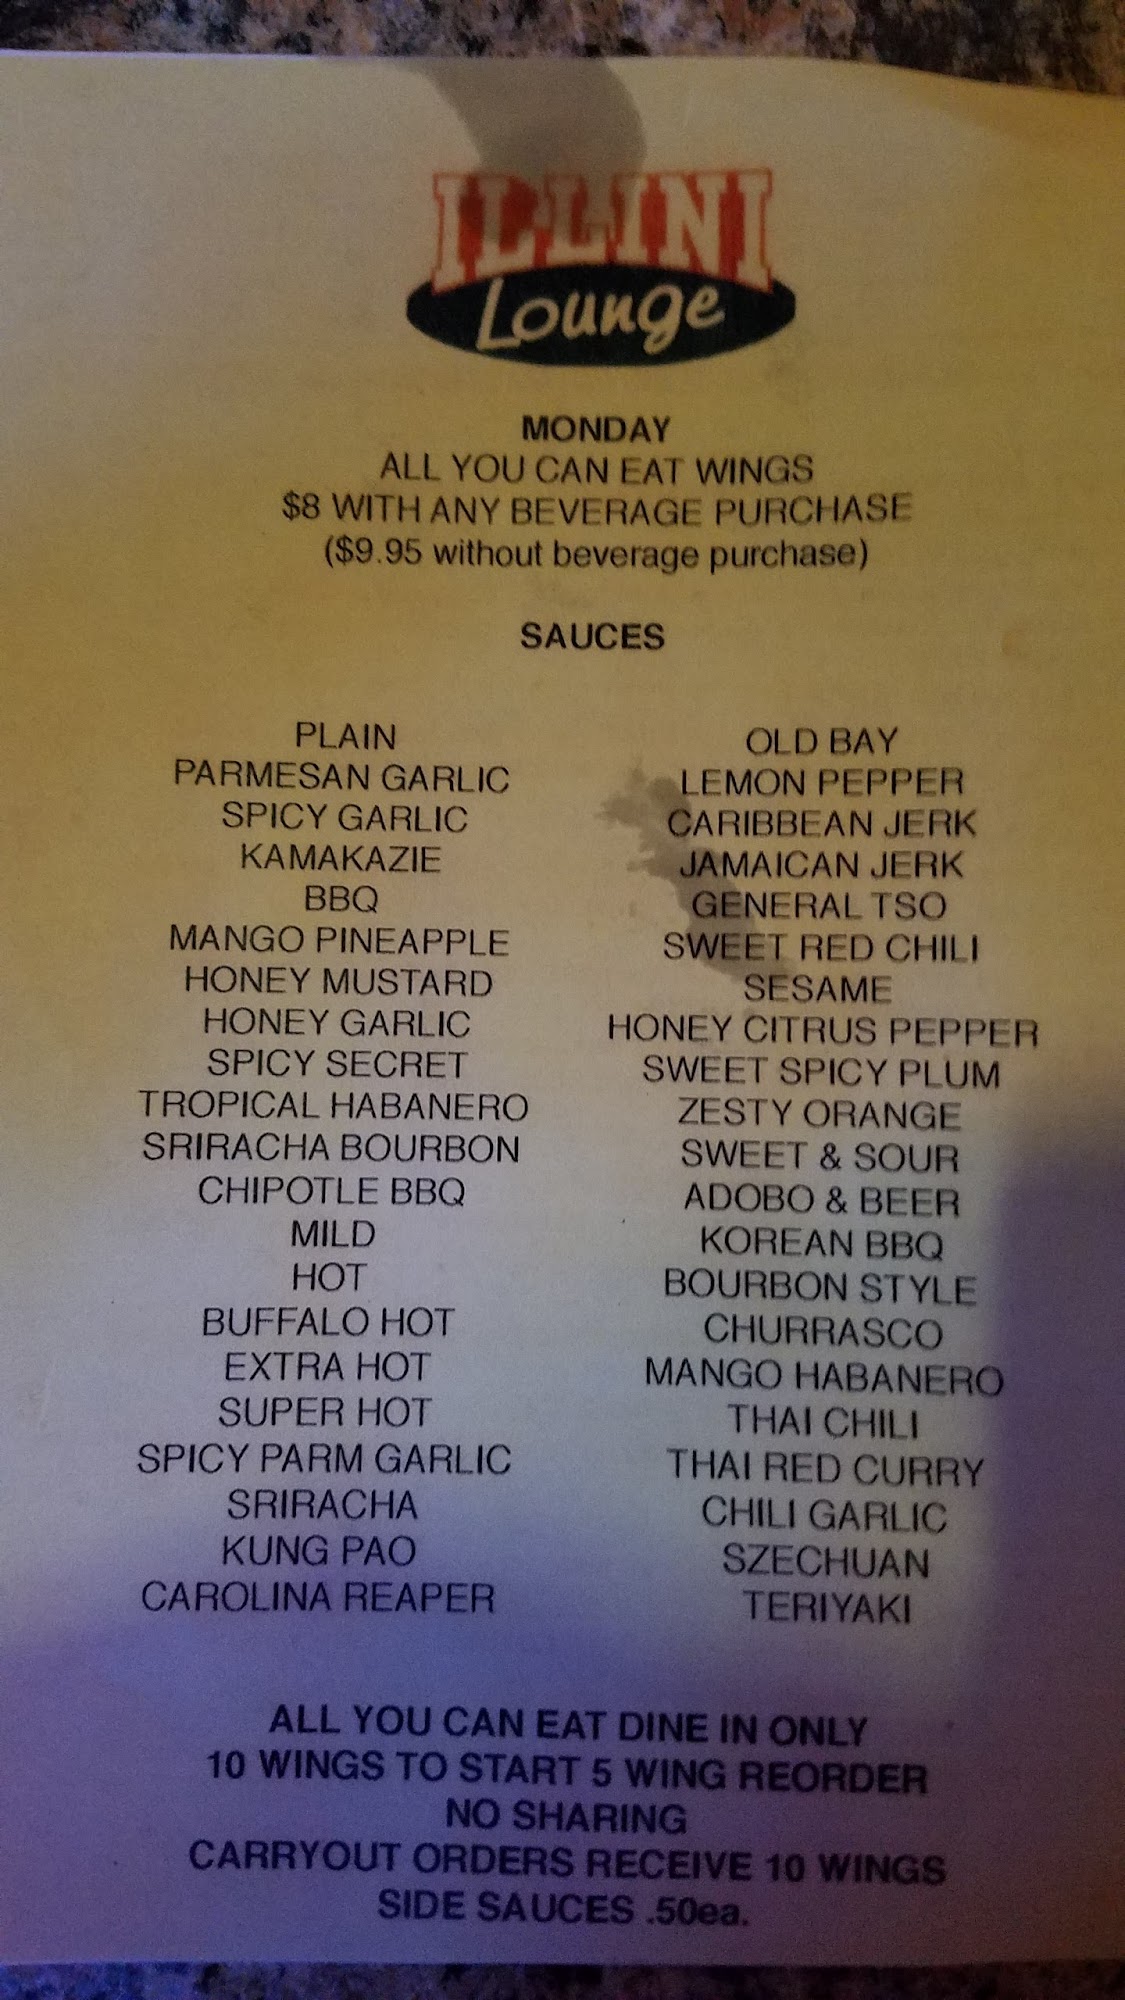 ILLINI
Lounge
MONDAY
ALL YOU CAN EAT WINGS
$8 WITH ANY BEVERAGE PURCHASE
($9.95 without beverage purchase)
SAUCES
PLAIN
PARMESAN GARLIC
SPICY GARLIC
KAMAKAZIE
BBQ
MANGO PINEAPPLE
HONEY MUSTARD
HONEY GARLIC
SPICY SECRET
TROPICAL HABANERO
SRIRACHA BOURBON
CHIPOTLE BBQ
MILD
HOT
BUFFALO HOT
EXTRA HOT
SUPER HOT
SPICY PARM GARLIC
SRIRACHA
KUNG PAO
CAROLINA REAPER
OLD BAY
LEMON PEPPER
CARIBBEAN JERK
JAMAICAN JERK
GENERAL TSO
SWEET RED CHILI
SESAME
HONEY CITRUS PEPPER
SWEET SPICY PLUM
ZESTY ORANGE
SWEET & SOUR
ADOBO & BEER
KOREAN BBQ
BOURBON STYLE
CHURRASCO
MANGO HABANERO
THAI CHILI
THAI RED CURRY
CHILI GARLIC
SZECHUAN
TERIYAKI
ALL YOU CAN EAT DINE IN ONLY
10 WINGS TO START 5 WING REORDER
NO SHARING
CARRYOUT ORDERS RECEIVE 10 WINGS
SIDE SAUCES .50ea.